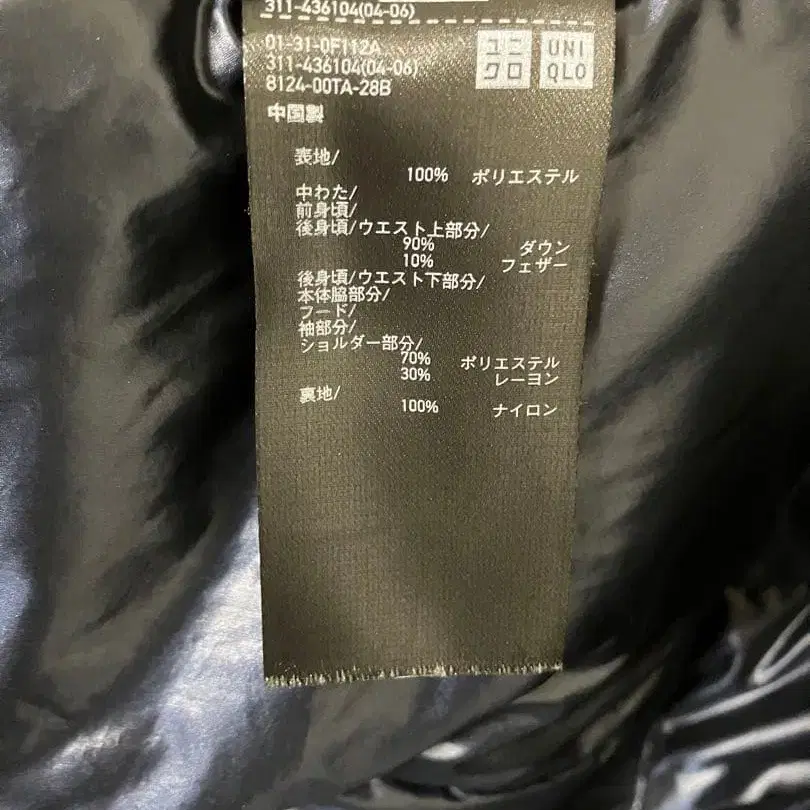 311-436104(04-06)
01-31-0F112A
311-436104(04-06)
8124-00TA-28B
ユニ
クロ
UNI
QLO
中国製
表地/
100% ポリエステル
中わた/
前身頃/
後身頃/ウエスト上部分/
90% ダウン
10% フェザー
後身頃/ウエスト下部分/
本体脇部分/
フード/
袖部分/
ショルダー部分/
70% ポリエステル
30% レーヨン
裏地/
100% ナイロン